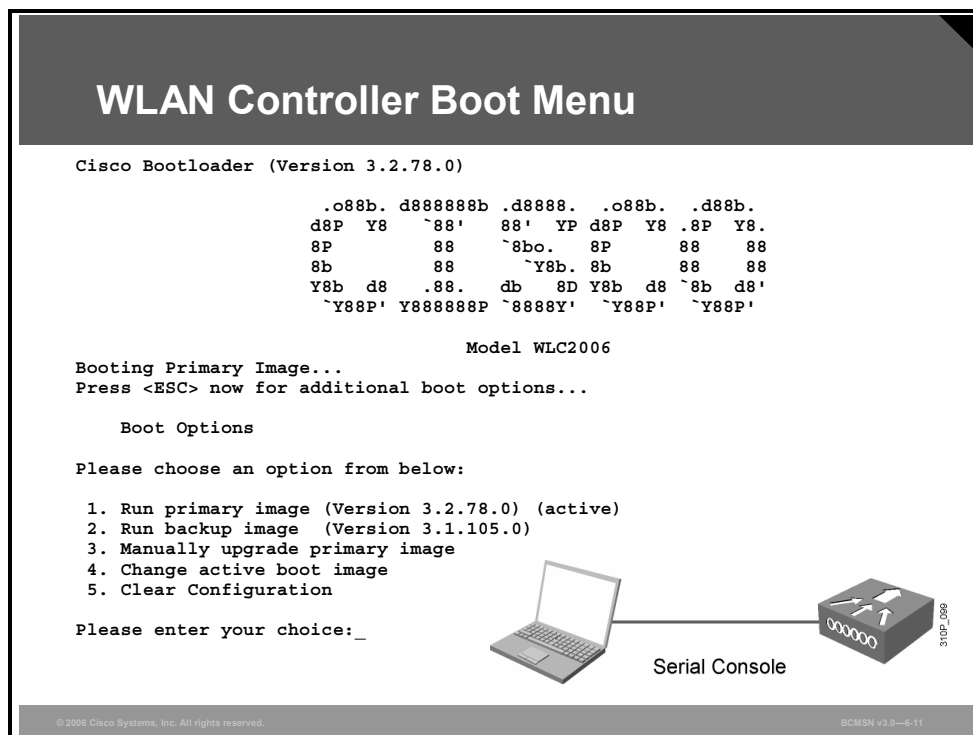 WLAN Controller Boot Menu
Cisco Bootloader (Version 3.2.78.0)
.o88b. d888888b .d8888.  .o88b.  .d88b.
d8P  Y8   `88'   88'  YP d8P  Y8 .8P  Y8.
8P         88    `8bo.   8P      88    88
8b         88      `Y8b. 8b      88    88
Y8b  d8   .88.   db   8D Y8b  d8 `8b  d8'
`Y88P' Y888888P `8888Y'  `Y88P'  `Y88P'
Model WLC2006
Booting Primary Image...
Press <ESC> now for additional boot options...
Boot Options
Please choose an option from below:
1. Run primary image (Version 3.2.78.0) (active)
2. Run backup image  (Version 3.1.105.0)
3. Manually upgrade primary image
4. Change active boot image
5. Clear Configuration
Please enter your choice:_
Serial Console
310P_099
© 2006 Cisco Systems, Inc. All rights reserved.
BCMSN v3.0—6-11